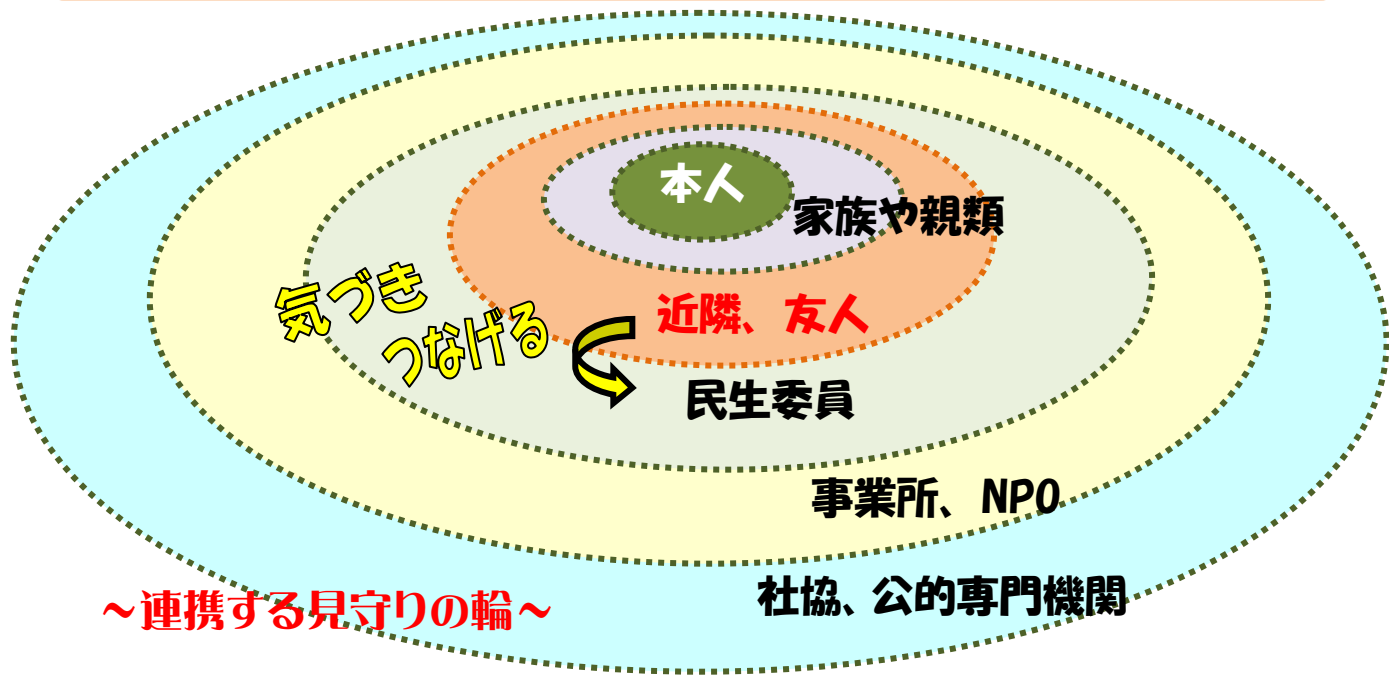 本人
家族や親類
気づき
つなげる
近隣、友人
民生委員
事業所、NPO
社協、公的専門機関
～連携する見守りの輪～